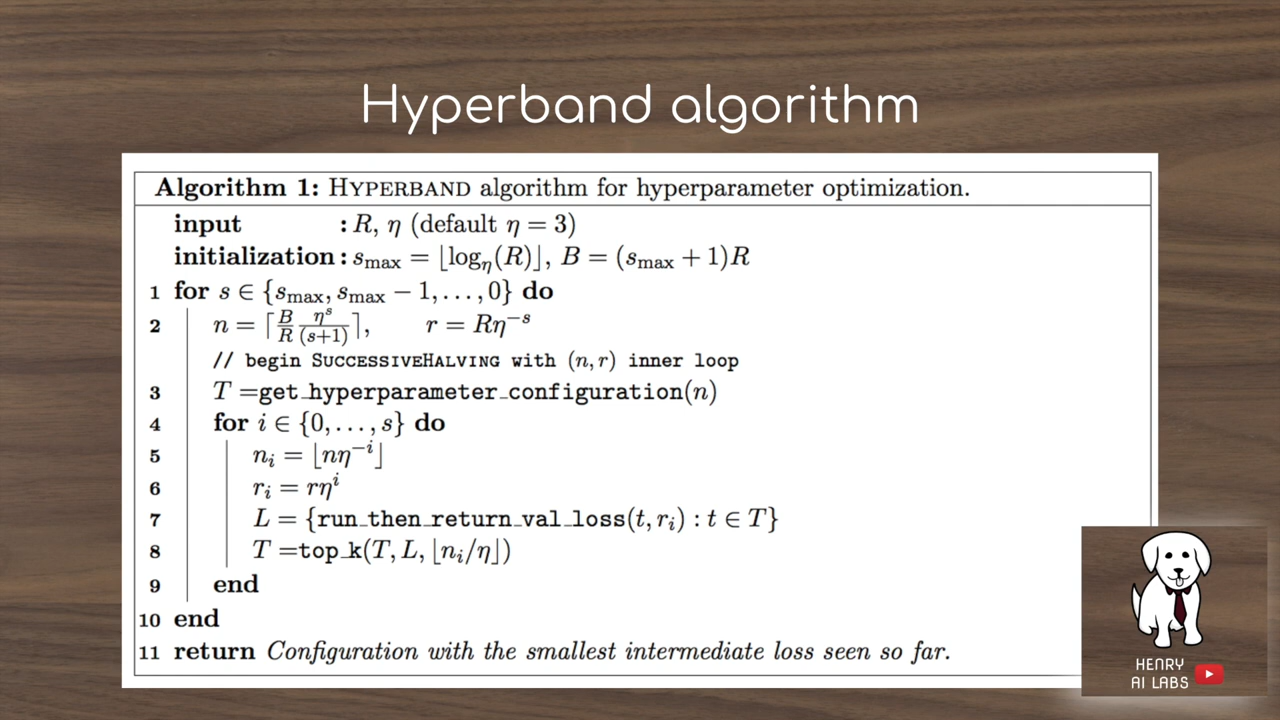 Hyperband algorithm
Algorithm 1: HYPERBAND algorithm for hyperparameter optimization.
input : R, η (default η = 3)
initialization : s_max = ⌊log_η(R)⌋, B = (s_max + 1)R
1 for s ∈ {s_max, s_max − 1, . . . , 0} do
2 n = ⌈B/R η^s/(s+1)⌉, r = Rη^−s
// begin SUCCESSIVEHALVING with (n, r) inner loop
3 T =get_hyperparameter_configuration(n)
4 for i ∈ {0, . . . , s} do
5 n_i = ⌊nη^−i⌋
6 r_i = rη^i
7 L = {run_then_return_val_loss(t, r_i) : t ∈ T}
8 T =top_k(T, L, ⌊n_i/η⌋)
9 end
10 end
11 return Configuration with the smallest intermediate loss seen so far.
HENRY
AI LABS